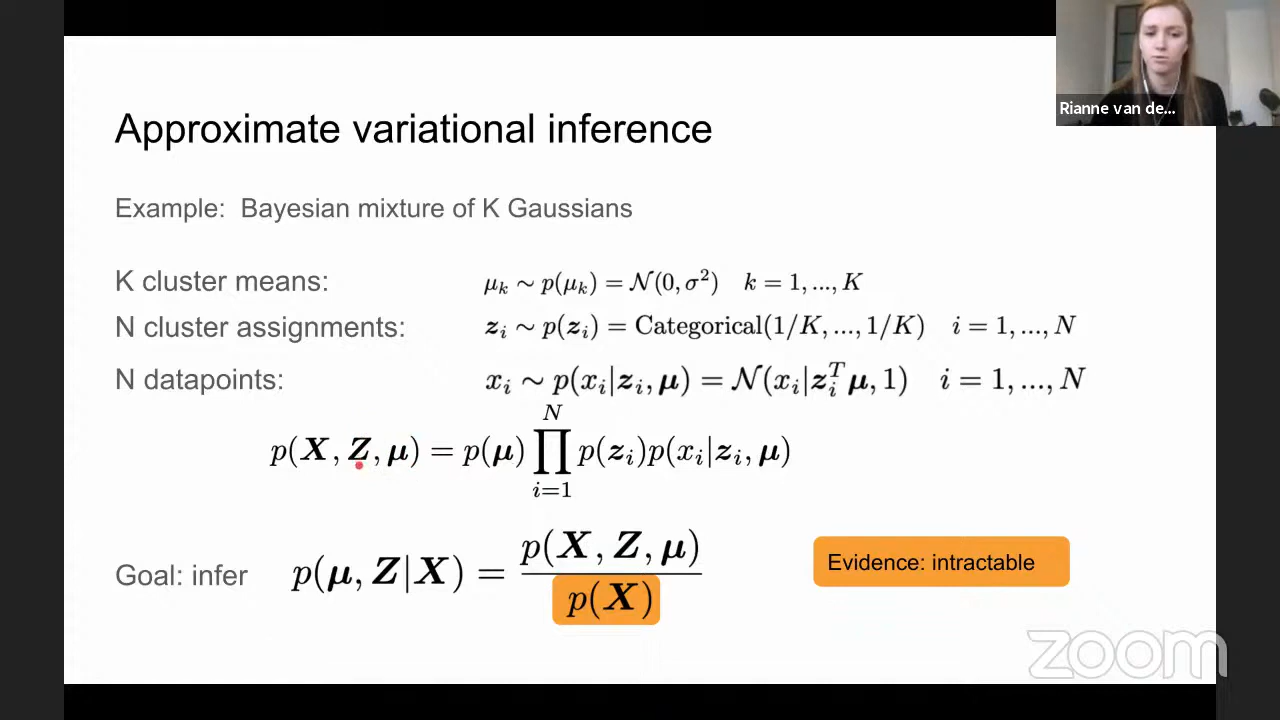 Rianne van de...
Approximate variational inference
Example: Bayesian mixture of K Gaussians
K cluster means: μ_k ∼ p(μ_k) = 𝒩(0, σ²) k = 1, ..., K
N cluster assignments: z_i ∼ p(z_i) = Categorical(1/K, ..., 1/K) i = 1, ..., N
N datapoints: x_i ∼ p(x_i|z_i, μ) = 𝒩(x_i|z_i^T μ, 1) i = 1, ..., N
p(X, Z, μ) = p(μ) ∏_{i=1}^{N} p(z_i)p(x_i|z_i, μ)
Goal: infer p(μ, Z|X) = p(X, Z, μ) / p(X)
Evidence: intractable
zoom